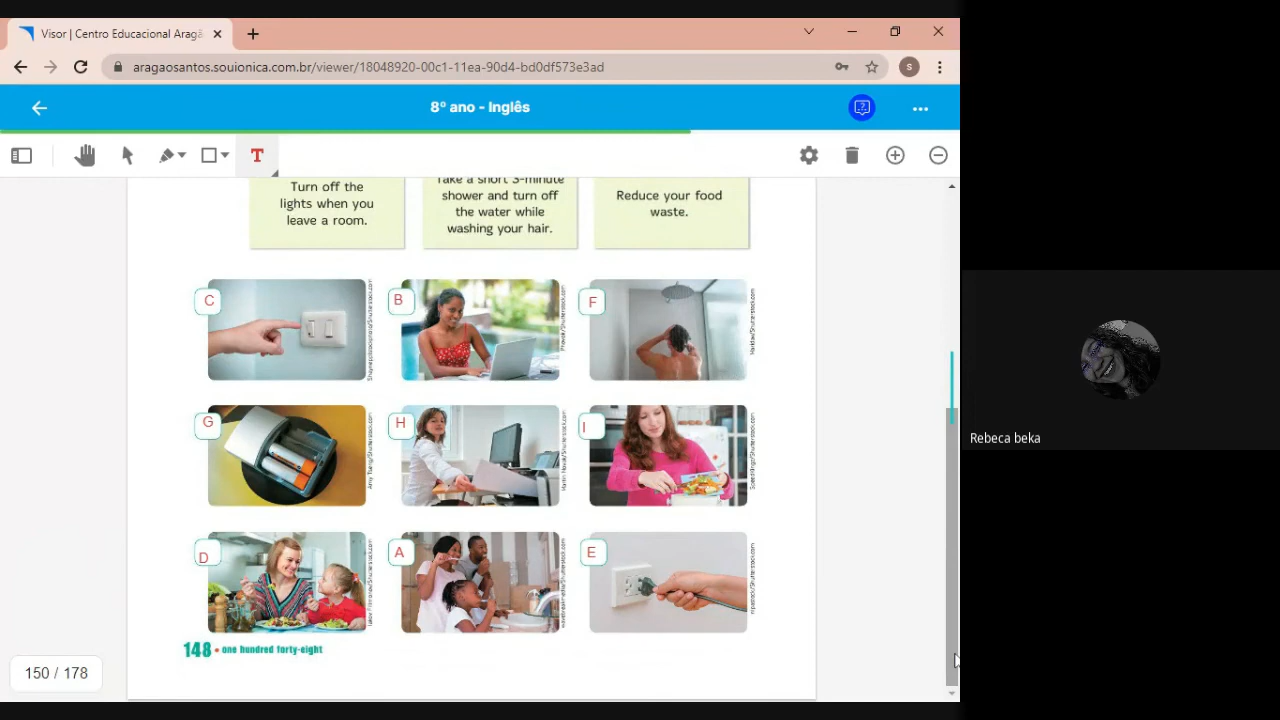 Visor | Centro Educacional Aragã
aragaosantos.souionica.com.br/viewer/18048920-00c1-11ea-90d4-bd0df573e3ad
s
8º ano - Inglês
T
Turn off the
lights when you
leave a room.
Take a short 3-minute
shower and turn off
the water while
washing your hair.
Reduce your food
waste.
C
B
F
G
H
I
D
A
E
148 • one hundred forty-eight
150 / 178
Rebeca beka